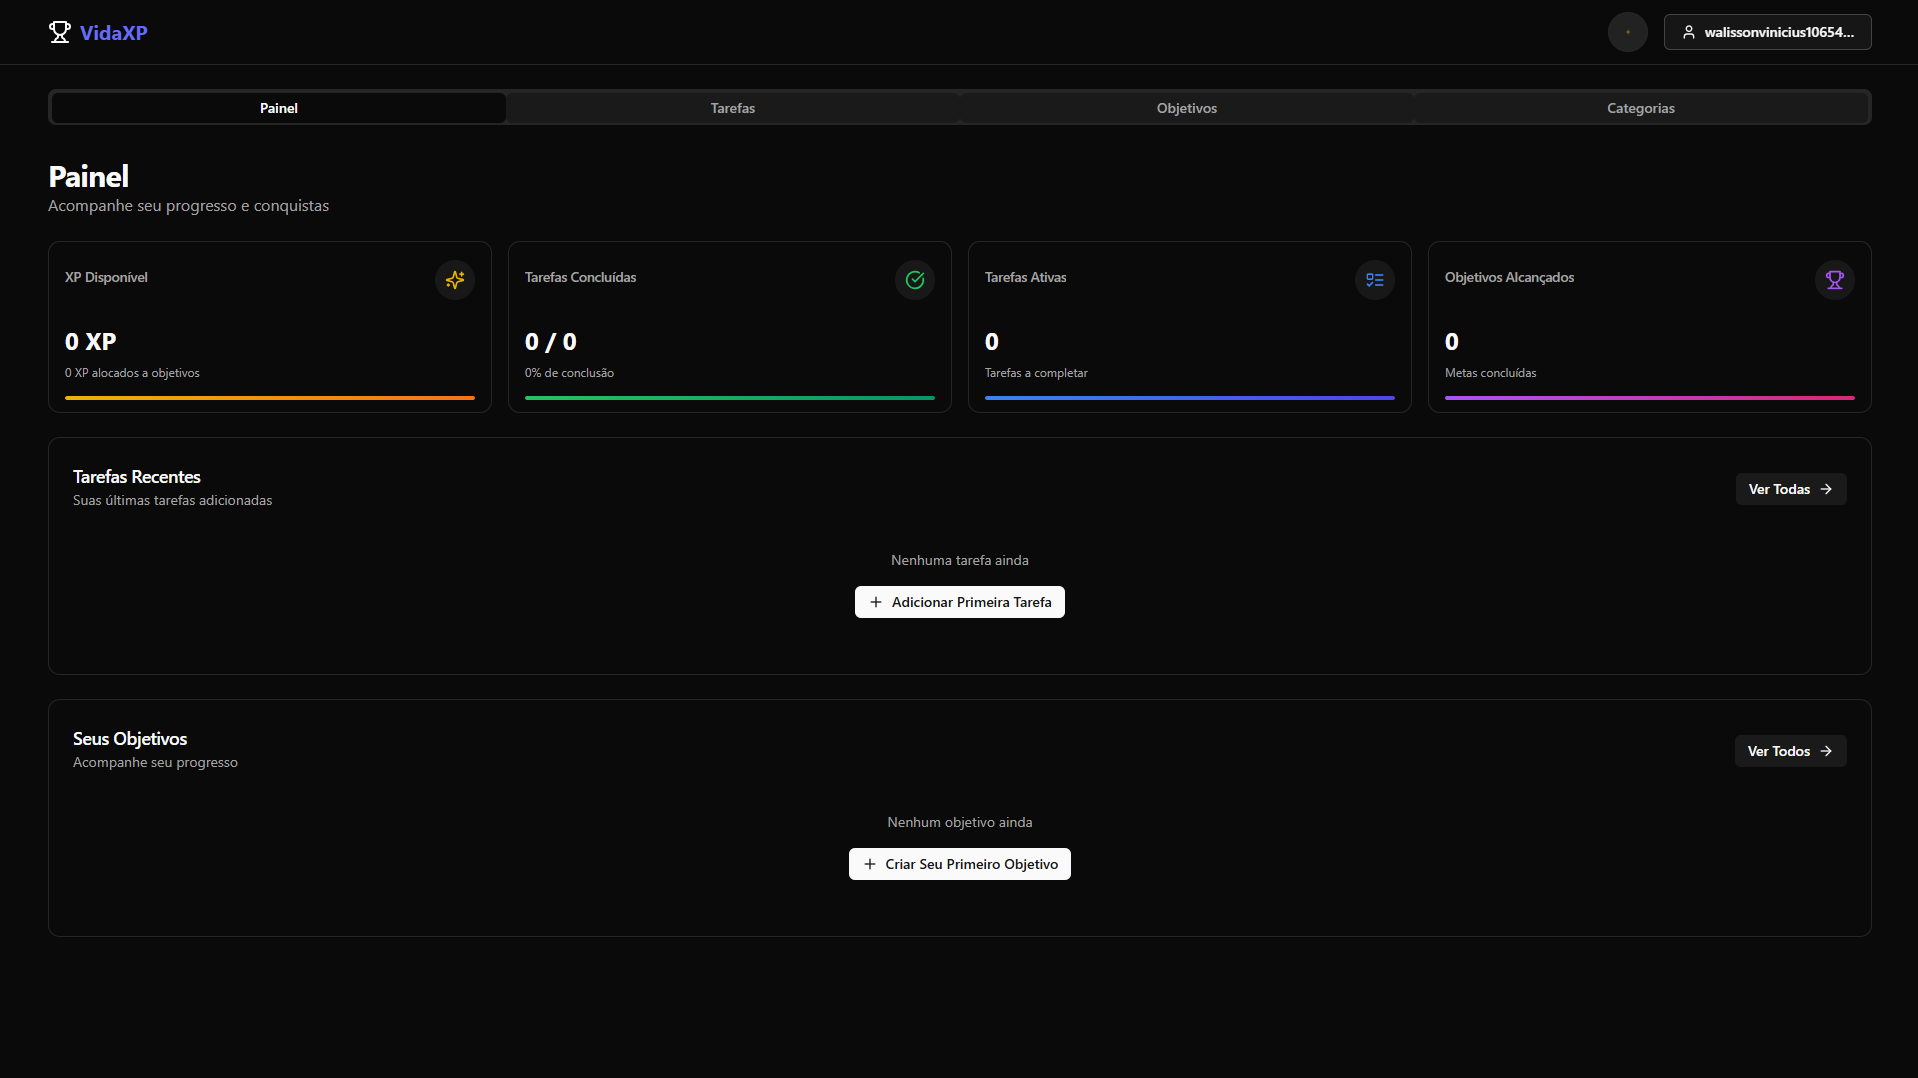 VidaXP
walissonvinicius10654...
Painel
Tarefas
Objetivos
Categorias
Painel
Acompanhe seu progresso e conquistas
XP Disponível
0 XP
0 XP alocados a objetivos
Tarefas Concluídas
0 / 0
0% de conclusão
Tarefas Ativas
0
Tarefas a completar
Objetivos Alcançados
0
Metas concluídas
Tarefas Recentes
Suas últimas tarefas adicionadas
Ver Todas
Nenhuma tarefa ainda
Adicionar Primeira Tarefa
Seus Objetivos
Acompanhe seu progresso
Ver Todos
Nenhum objetivo ainda
Criar Seu Primeiro Objetivo